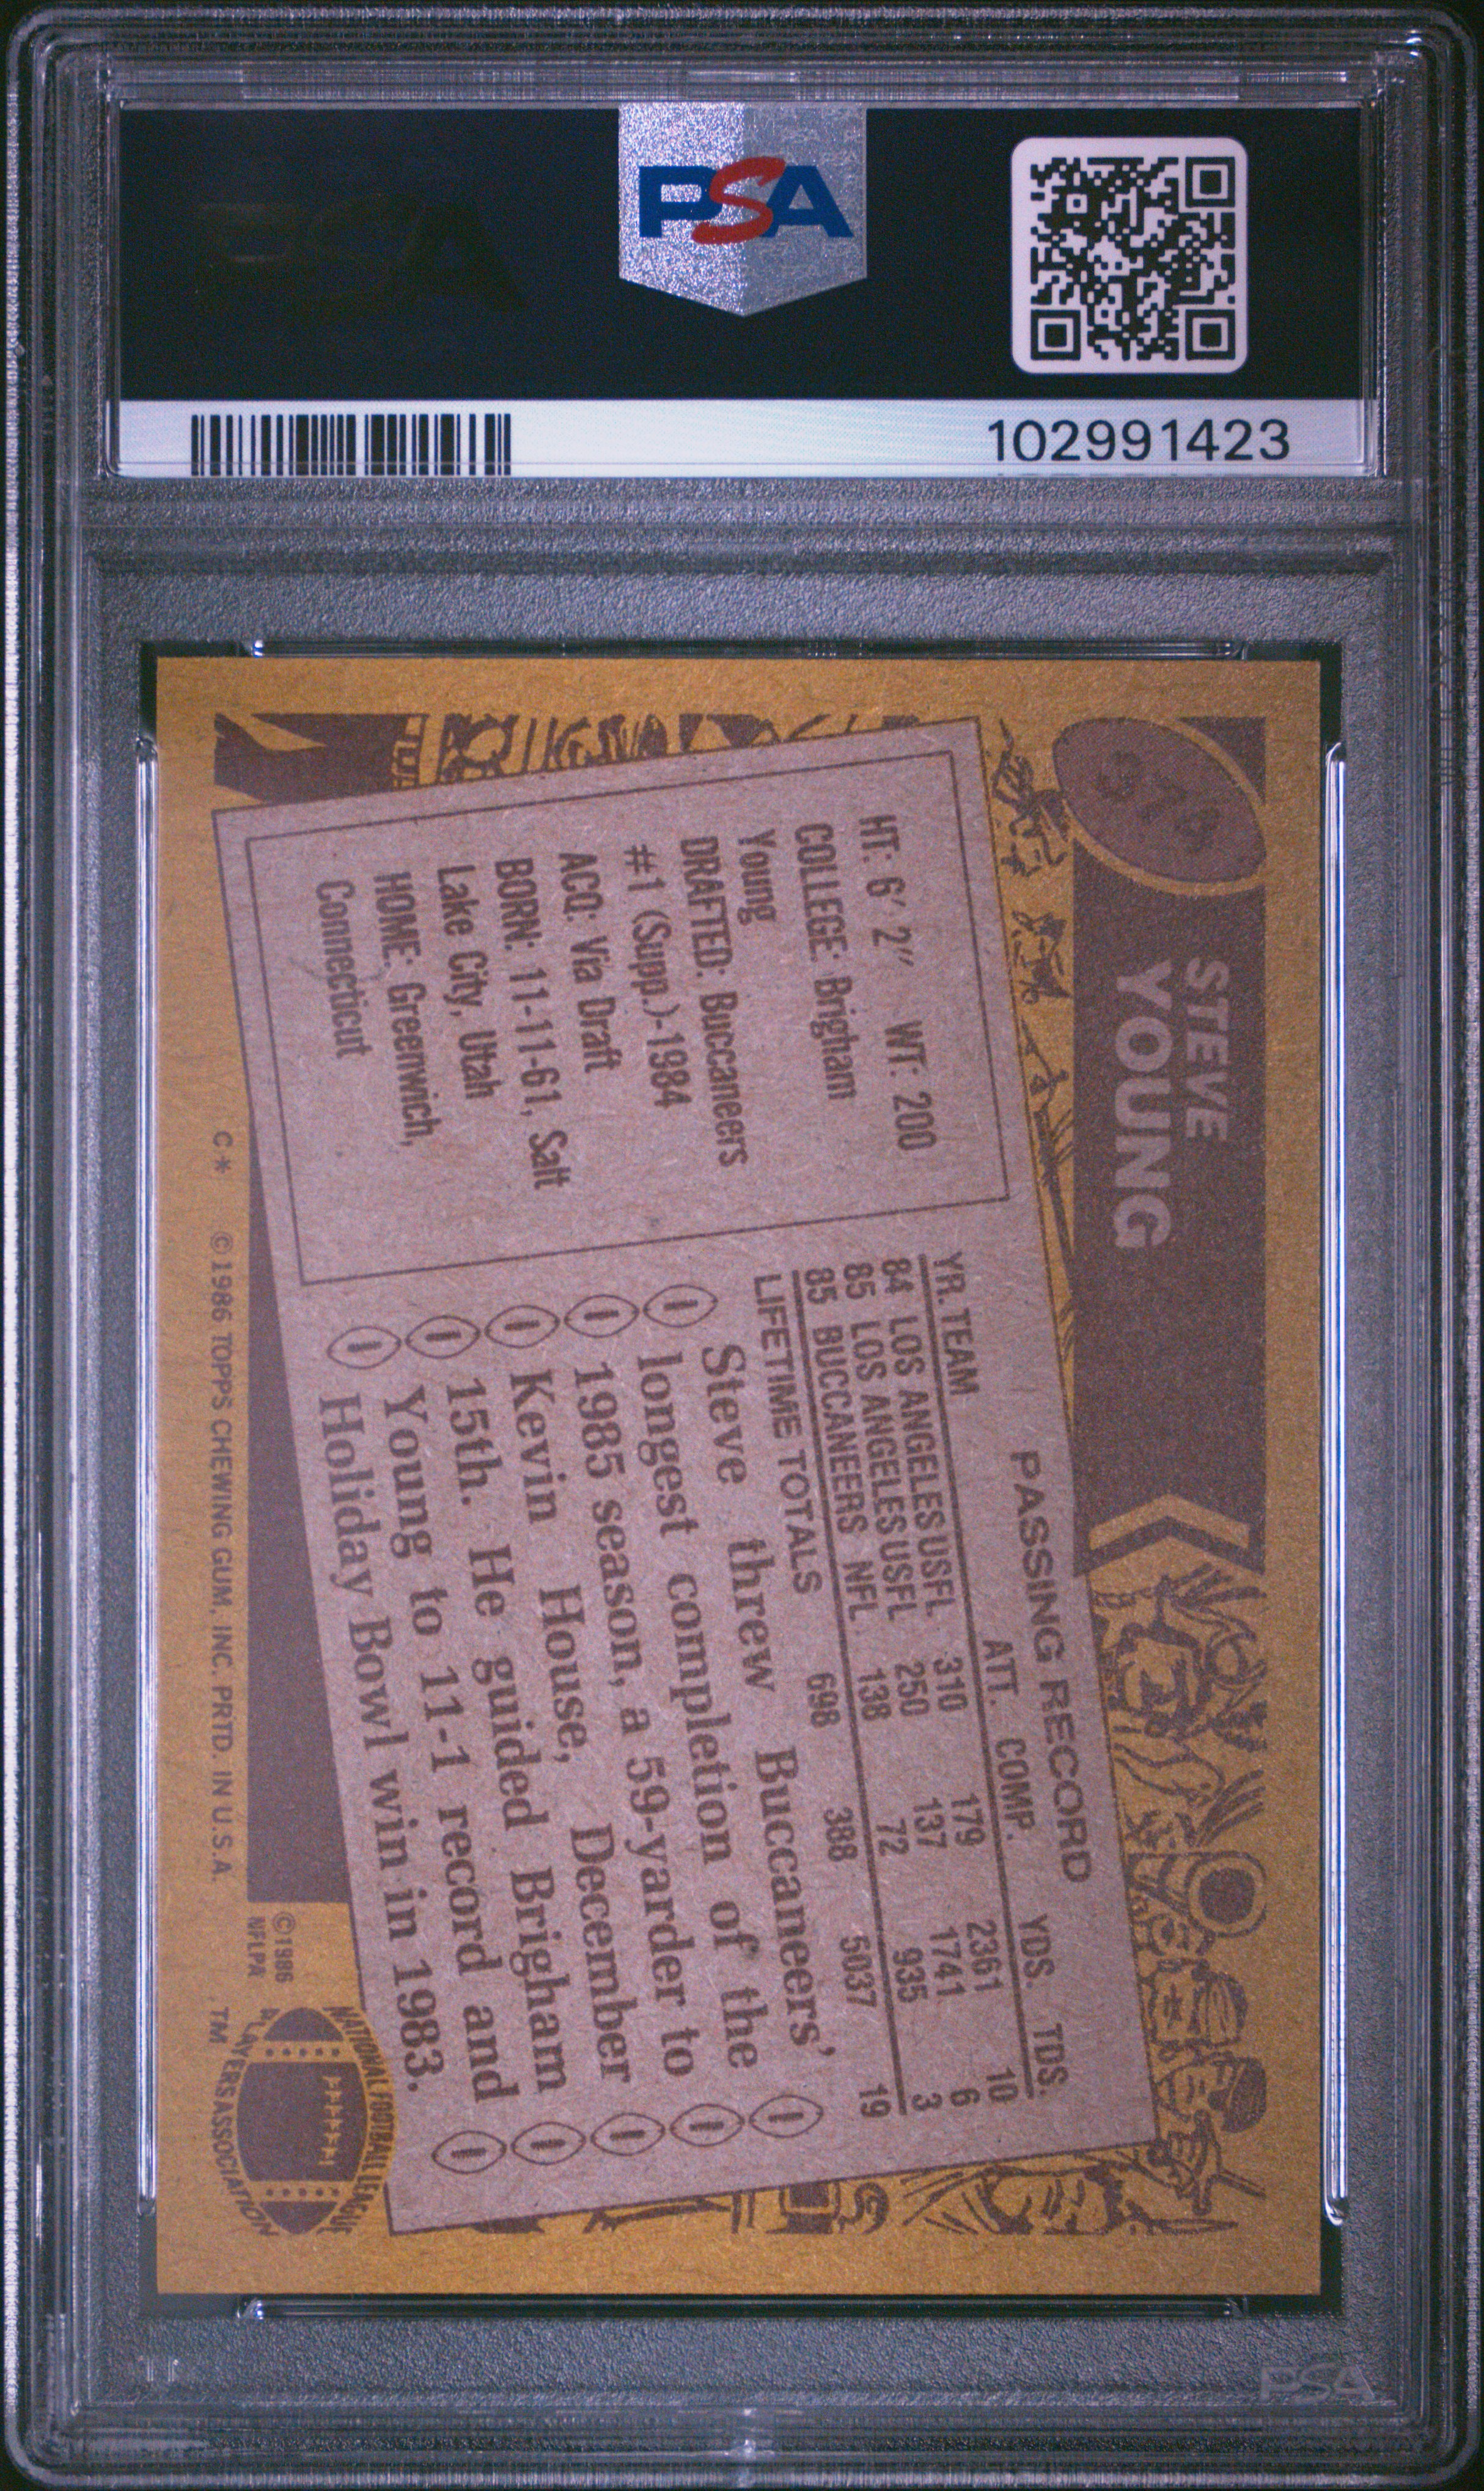 PSA
102991423
374
STEVE
YOUNG
HT: 6' 2" WT: 200
COLLEGE: Brigham
Young
DRAFTED: Buccaneers
#1 (Supp.)-1984
ACQ: Via Draft
BORN: 11-11-61, Salt
Lake City, Utah
HOME: Greenwich,
Connecticut
PASSING RECORD
YR. TEAM ATT. COMP. YDS. TDS.
84 LOS ANGELES USFL 310 179 2361 10
85 LOS ANGELES USFL 250 137 1741 6
85 BUCCANEERS NFL 138 72 935 3
LIFETIME TOTALS 698 388 5037 19
Steve threw Buccaneers'
longest completion of the
1985 season, a 59-yarder to
Kevin House, December
15th. He guided Brigham
Young to 11-1 record and
Holiday Bowl win in 1983.
C* ©1986 TOPPS CHEWING GUM, INC. PRTD. IN U.S.A.
©1986
NFLPA
NATIONAL FOOTBALL LEAGUE
PLAYERS ASSOCIATION
TM
PSA